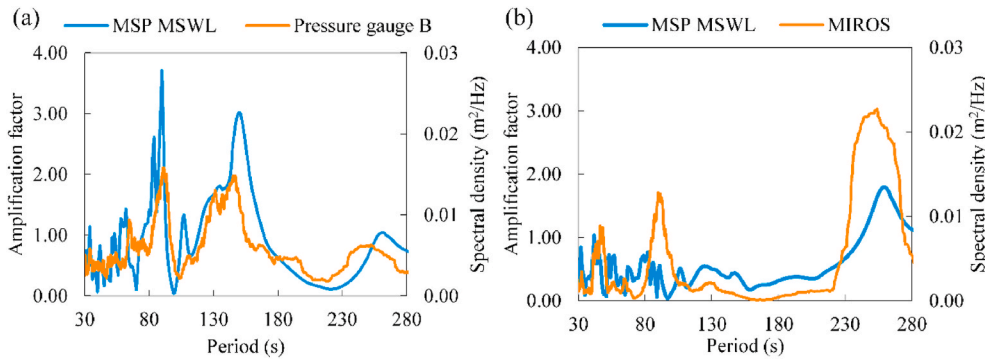 (a)
MSP MSWL
Pressure gauge B
4.00
3.00
2.00
1.00
0.00
Amplification factor
0.03
0.02
0.01
0.00
Spectral density (m²/Hz)
30 80 130 180 230 280
Period (s)
(b)
MSP MSWL
MIROS
4.00
3.00
2.00
1.00
0.00
Amplification factor
0.03
0.02
0.01
0.00
Spectral density (m²/Hz)
30 80 130 180 230 280
Period (s)